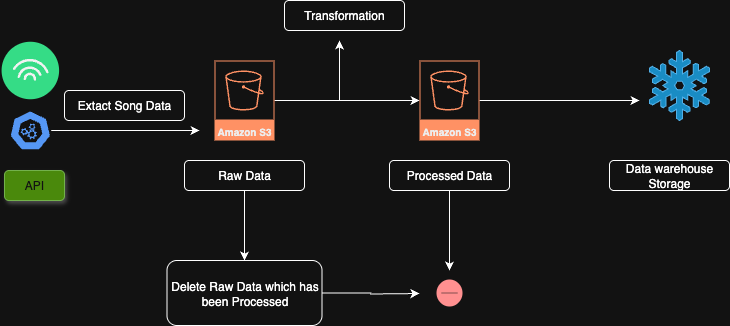 Transformation
Extact Song Data
Amazon S3
Amazon S3
API
Raw Data
Processed Data
Data warehouse
Storage
Delete Raw Data which has
been Processed